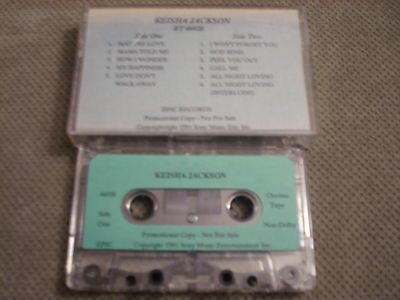 KEISHA JACKSON
ET 46920
Side One
Side Two
1. MAT LOVE
2. MAMA TOLD ME
3. HOW I WONDER
4. MY HAPPINESS
5. LOVE DON'T
WALK AWAY
1. I WON'T FORGET YOU
2. GOD SEND
3. FEEL YOU OUT
4. CALL ME
5. ALL NIGHT LOVING
6. ALL NIGHT LOVING
(INTERLUDE)
EPIC RECORDS
Promotional Copy - Not For Sale
Copyright 1991 Sony Music Ent. Inc.
KEISHA JACKSON
46920
Side
One
EPIC
Chrome
Tape
Non-Dolby
Promotional Copy - Not For Sale
Copyright 1991 Sony Music Entertainment Inc.